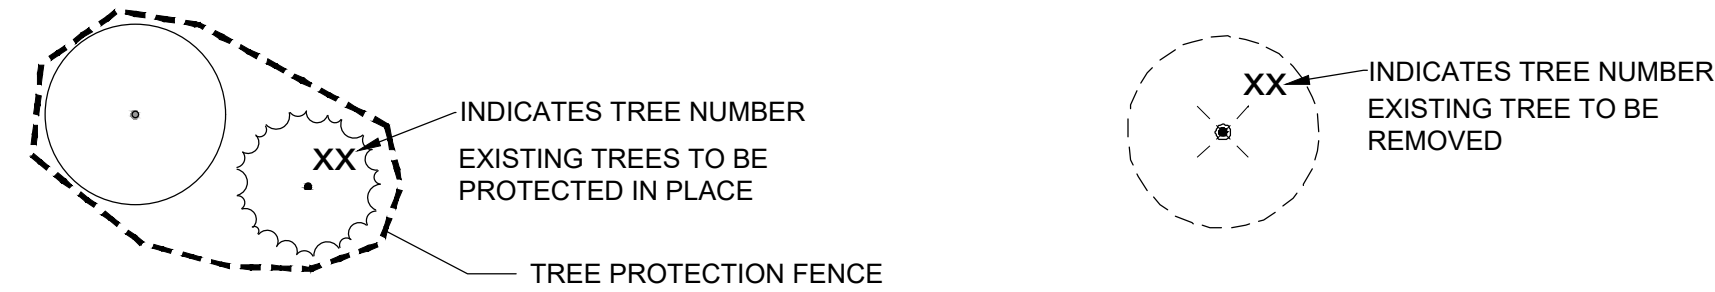 XX
INDICATES TREE NUMBER
EXISTING TREES TO BE
PROTECTED IN PLACE
TREE PROTECTION FENCE
XX
INDICATES TREE NUMBER
EXISTING TREE TO BE
REMOVED